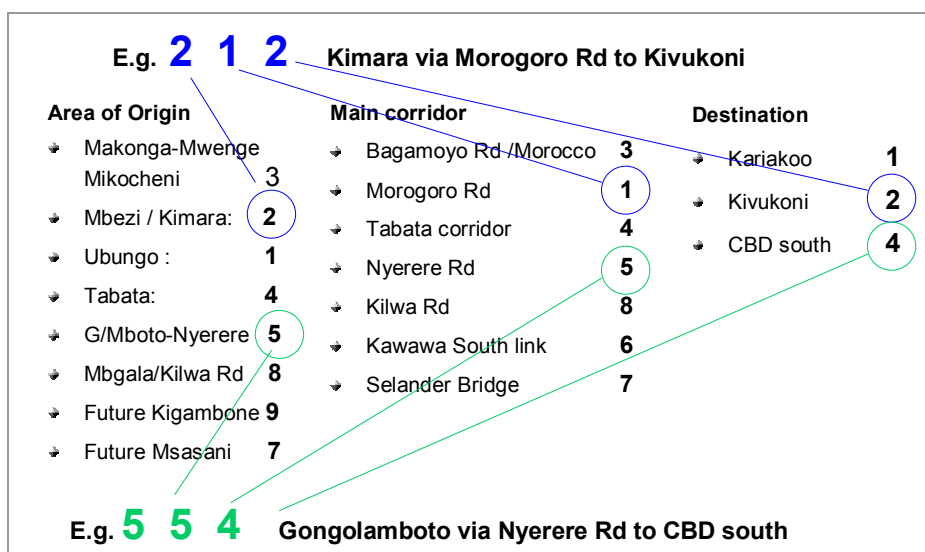 E.g. 2 1 2 Kimara via Morogoro Rd to Kivukoni
Area of Origin
Makonga-Mwenge
Mikocheni 3
Mbezi / Kimara: 2
Ubungo : 1
Tabata: 4
G/Mboto-Nyerere 5
Mbgala/Kilwa Rd 8
Future Kigambone 9
Future Msasani 7
Main corridor
Bagamoyo Rd /Morocco 3
Morogoro Rd 1
Tabata corridor 4
Nyerere Rd 5
Kilwa Rd 8
Kawawa South link 6
Selander Bridge 7
Destination
Kariakoo 1
Kivukoni 2
CBD south 4
E.g. 5 5 4 Gongolamboto via Nyerere Rd to CBD south